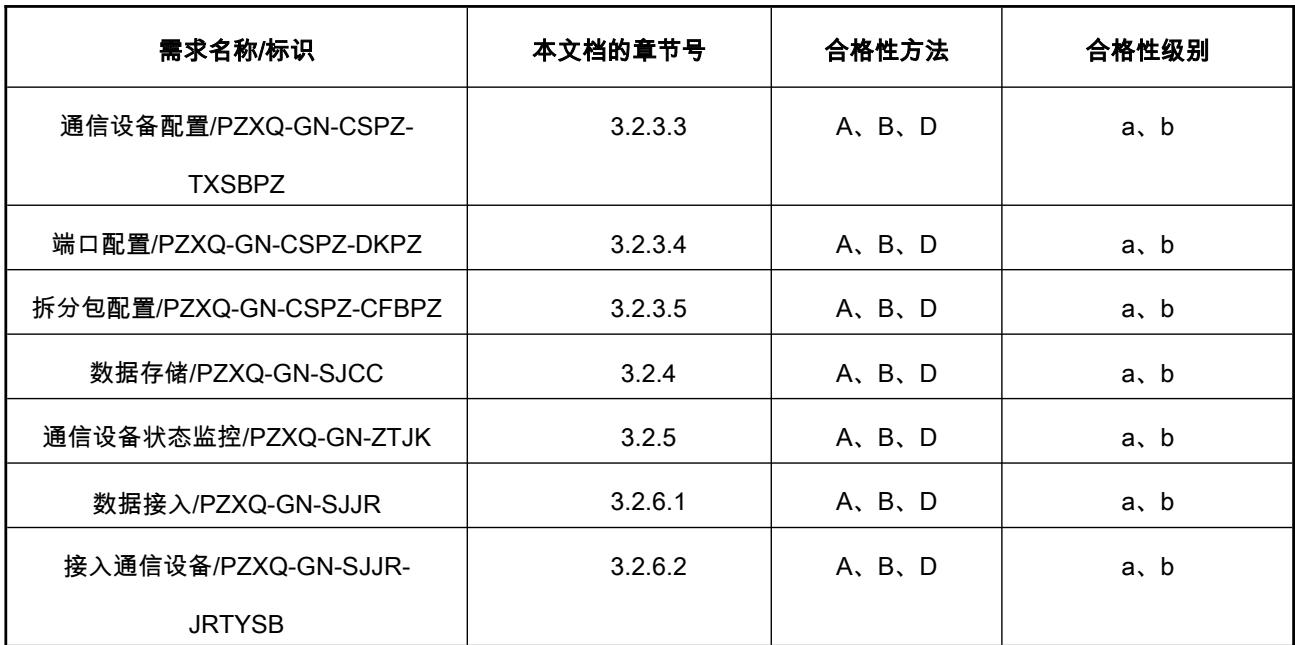 需求名称/标识 本文档的章节号 合格性方法 合格性级别
通信设备配置/PZXQ-GN-CSPZ- 3.2.3.3 A、B、D a、b
TXSBPZ
端口配置/PZXQ-GN-CSPZ-DKPZ 3.2.3.4 A、B、D a、b
拆分包配置/PZXQ-GN-CSPZ-CFBPZ 3.2.3.5 A、B、D a、b
数据存储/PZXQ-GN-SJCC 3.2.4 A、B、D a、b
通信设备状态监控/PZXQ-GN-ZTJK 3.2.5 A、B、D a、b
数据接入/PZXQ-GN-SJJR 3.2.6.1 A、B、D a、b
接入通信设备/PZXQ-GN-SJJR- 3.2.6.2 A、B、D a、b
JRTYSB